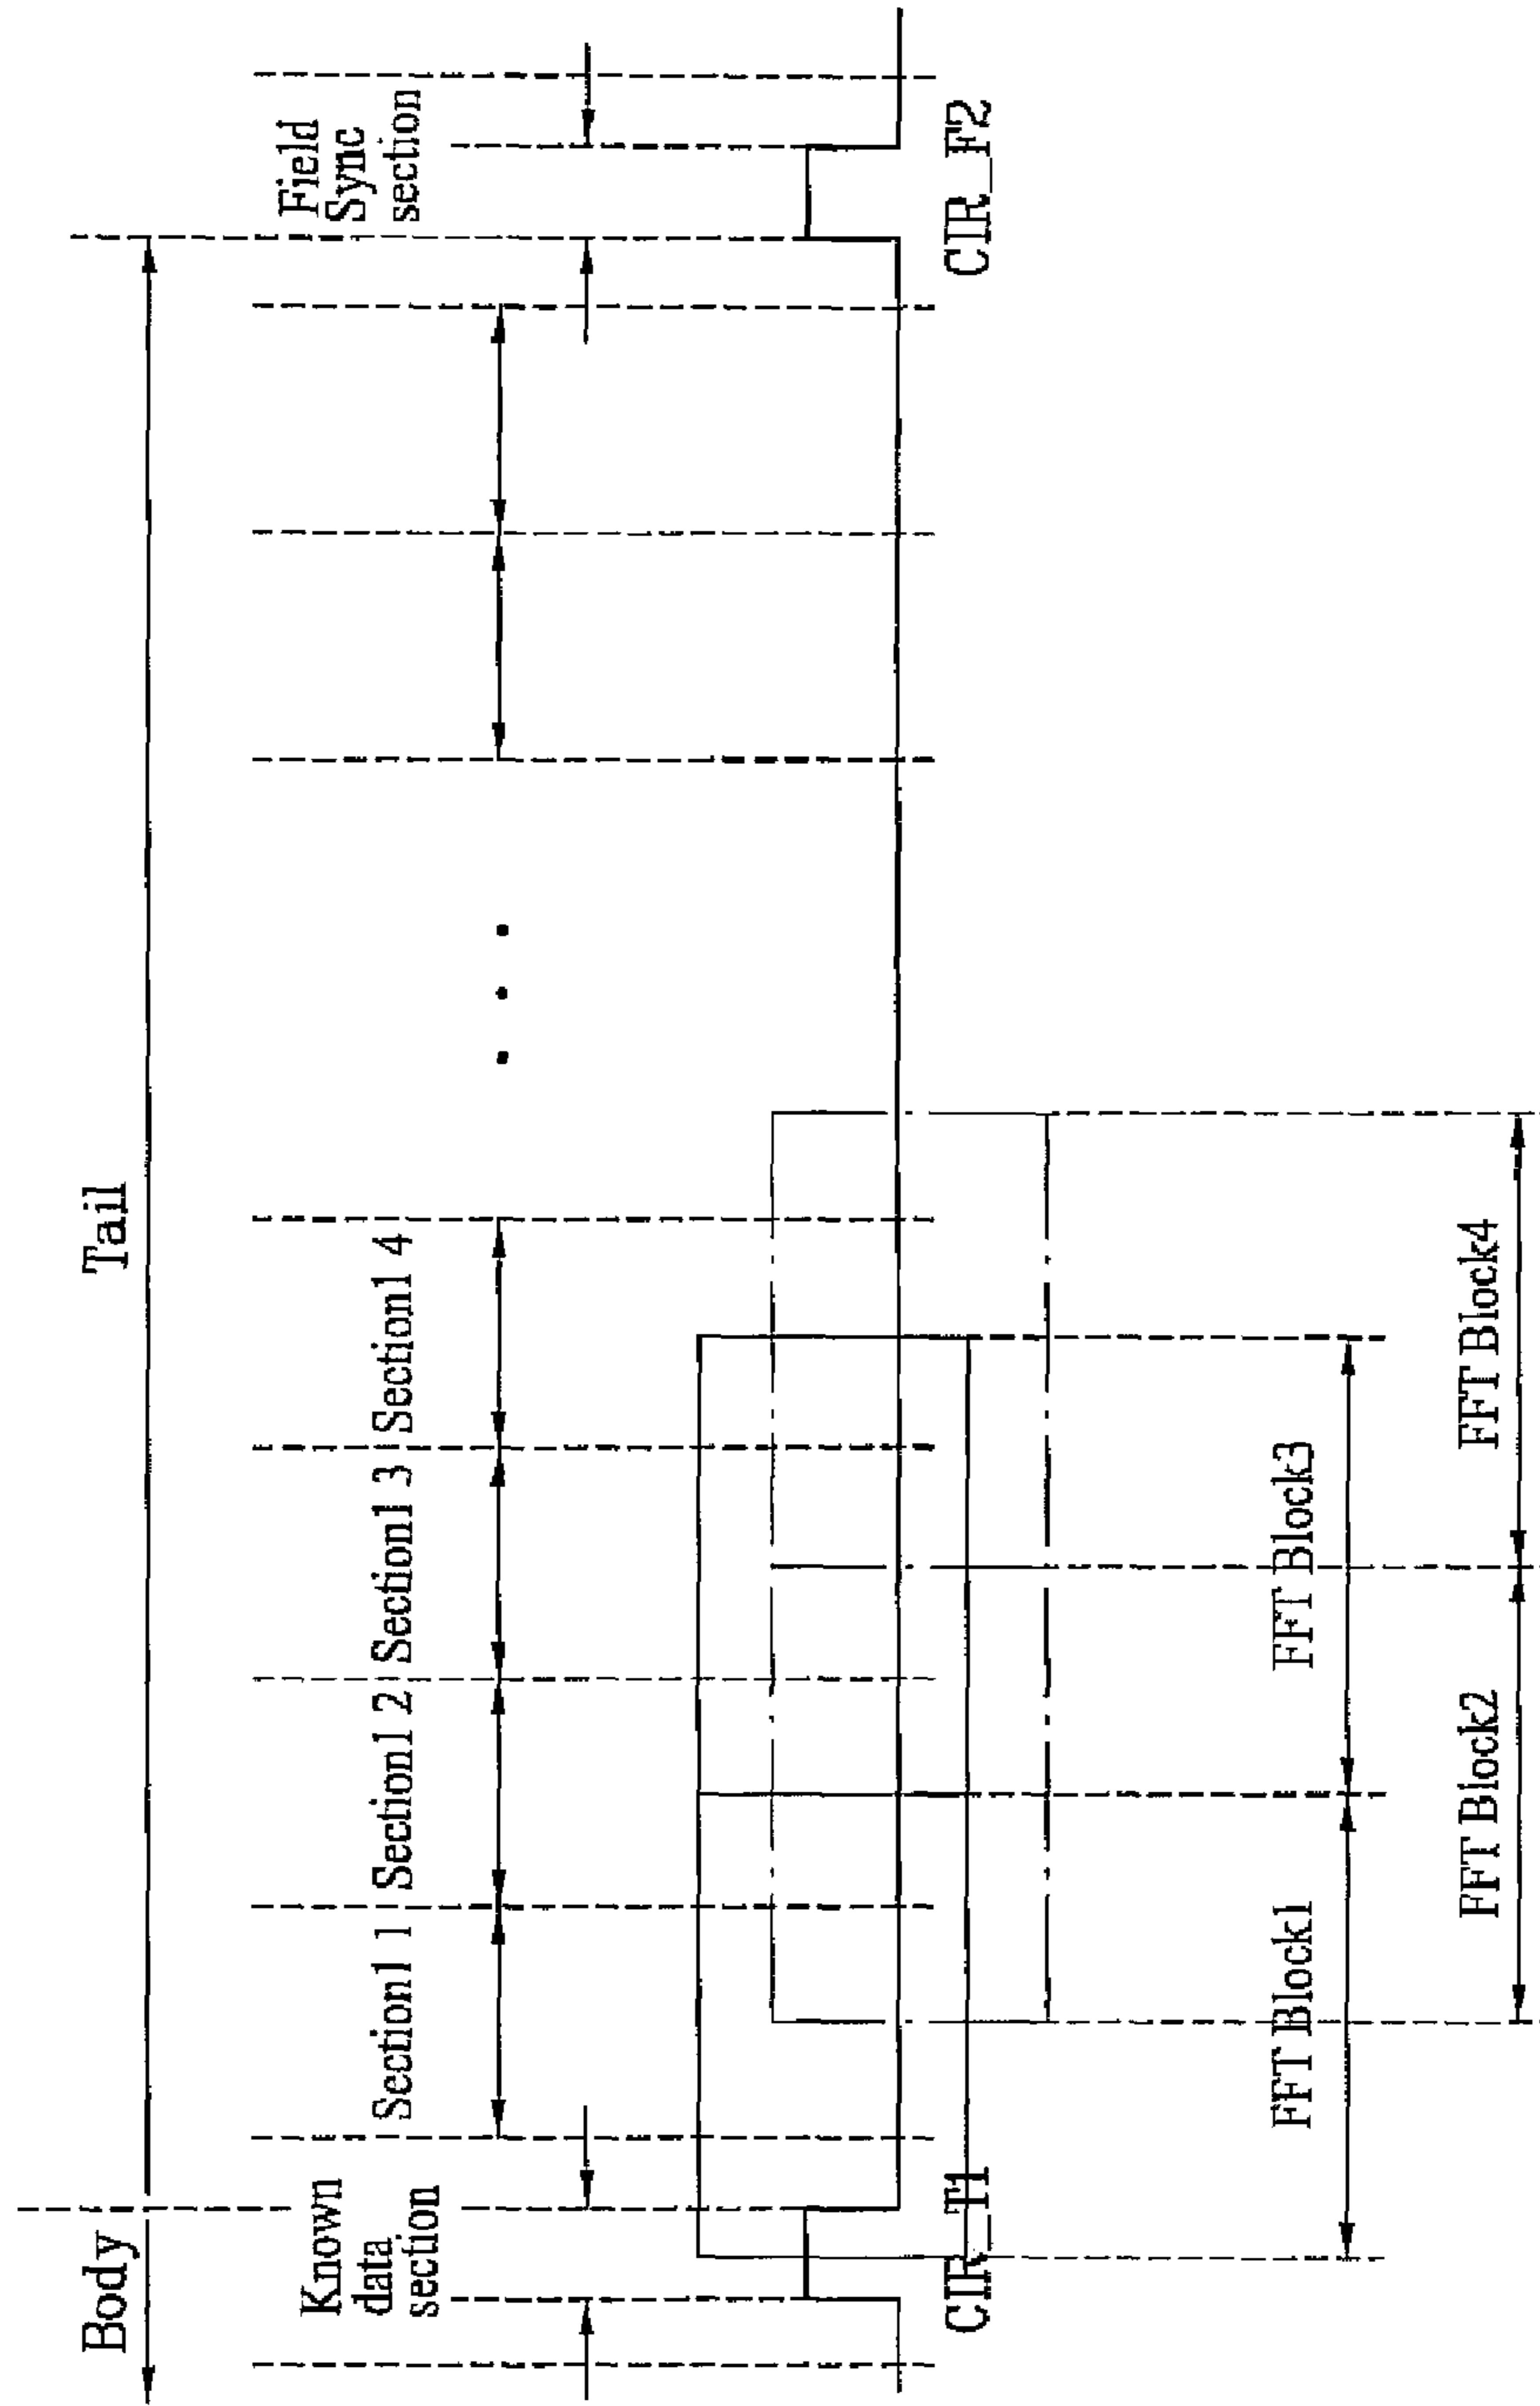 Body
Tail
Known
data
section
Section1 1
Section1 2
Section1 3
Section1 4
Field
Sync
section
CIR_T1
CIR_F2
FFT Block1
FFT Block3
FFT Block2
FFT Block4